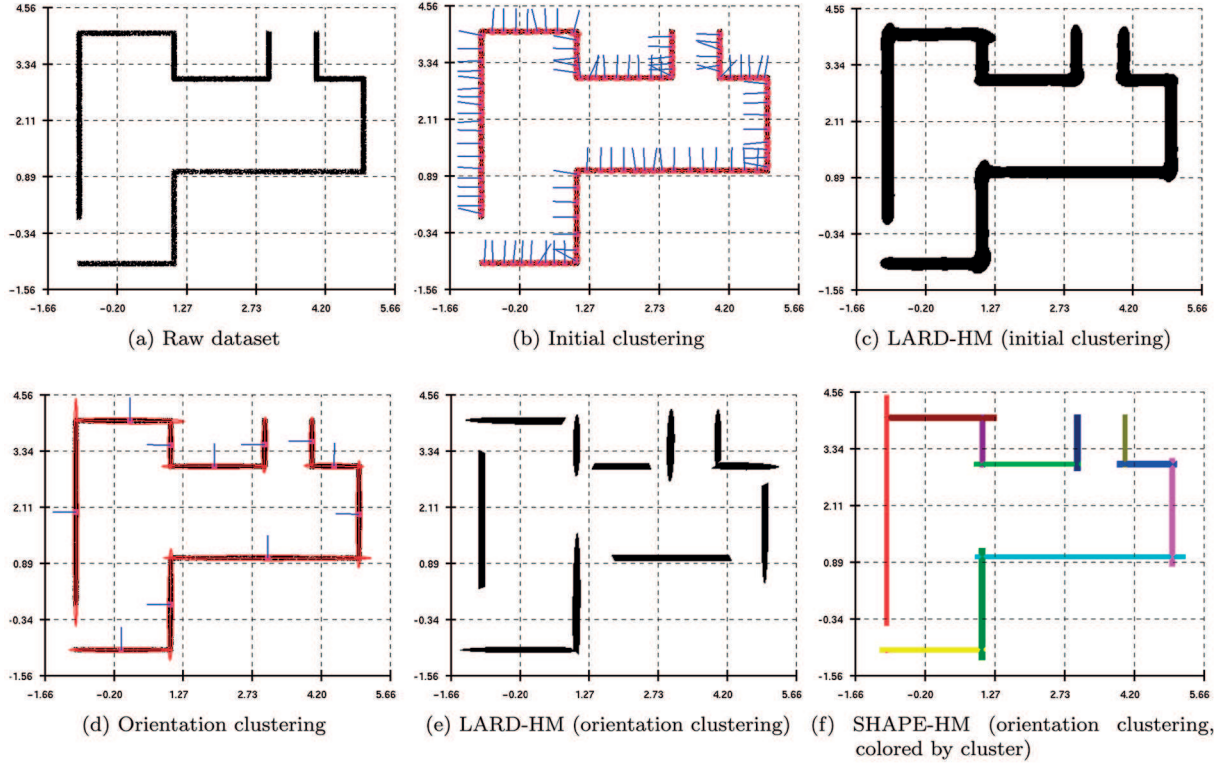 4.56
3.34
2.11
0.89
−0.34
−1.56
−1.66 −0.20 1.27 2.73 4.20 5.66
(a) Raw dataset
4.56
3.34
2.11
0.89
−0.34
−1.56
−1.66 −0.20 1.27 2.73 4.20 5.66
(b) Initial clustering
4.56
3.34
2.11
0.89
−0.34
−1.56
−1.66 −0.20 1.27 2.73 4.20 5.66
(c) LARD-HM (initial clustering)
4.56
3.34
2.11
0.89
−0.34
−1.56
−1.66 −0.20 1.27 2.73 4.20 5.66
(d) Orientation clustering
4.56
3.34
2.11
0.89
−0.34
−1.56
−1.66 −0.20 1.27 2.73 4.20 5.66
(e) LARD-HM (orientation clustering)
4.56
3.34
2.11
0.89
−0.34
−1.56
−1.66 −0.20 1.27 2.73 4.20 5.66
(f) SHAPE-HM (orientation clustering,
colored by cluster)